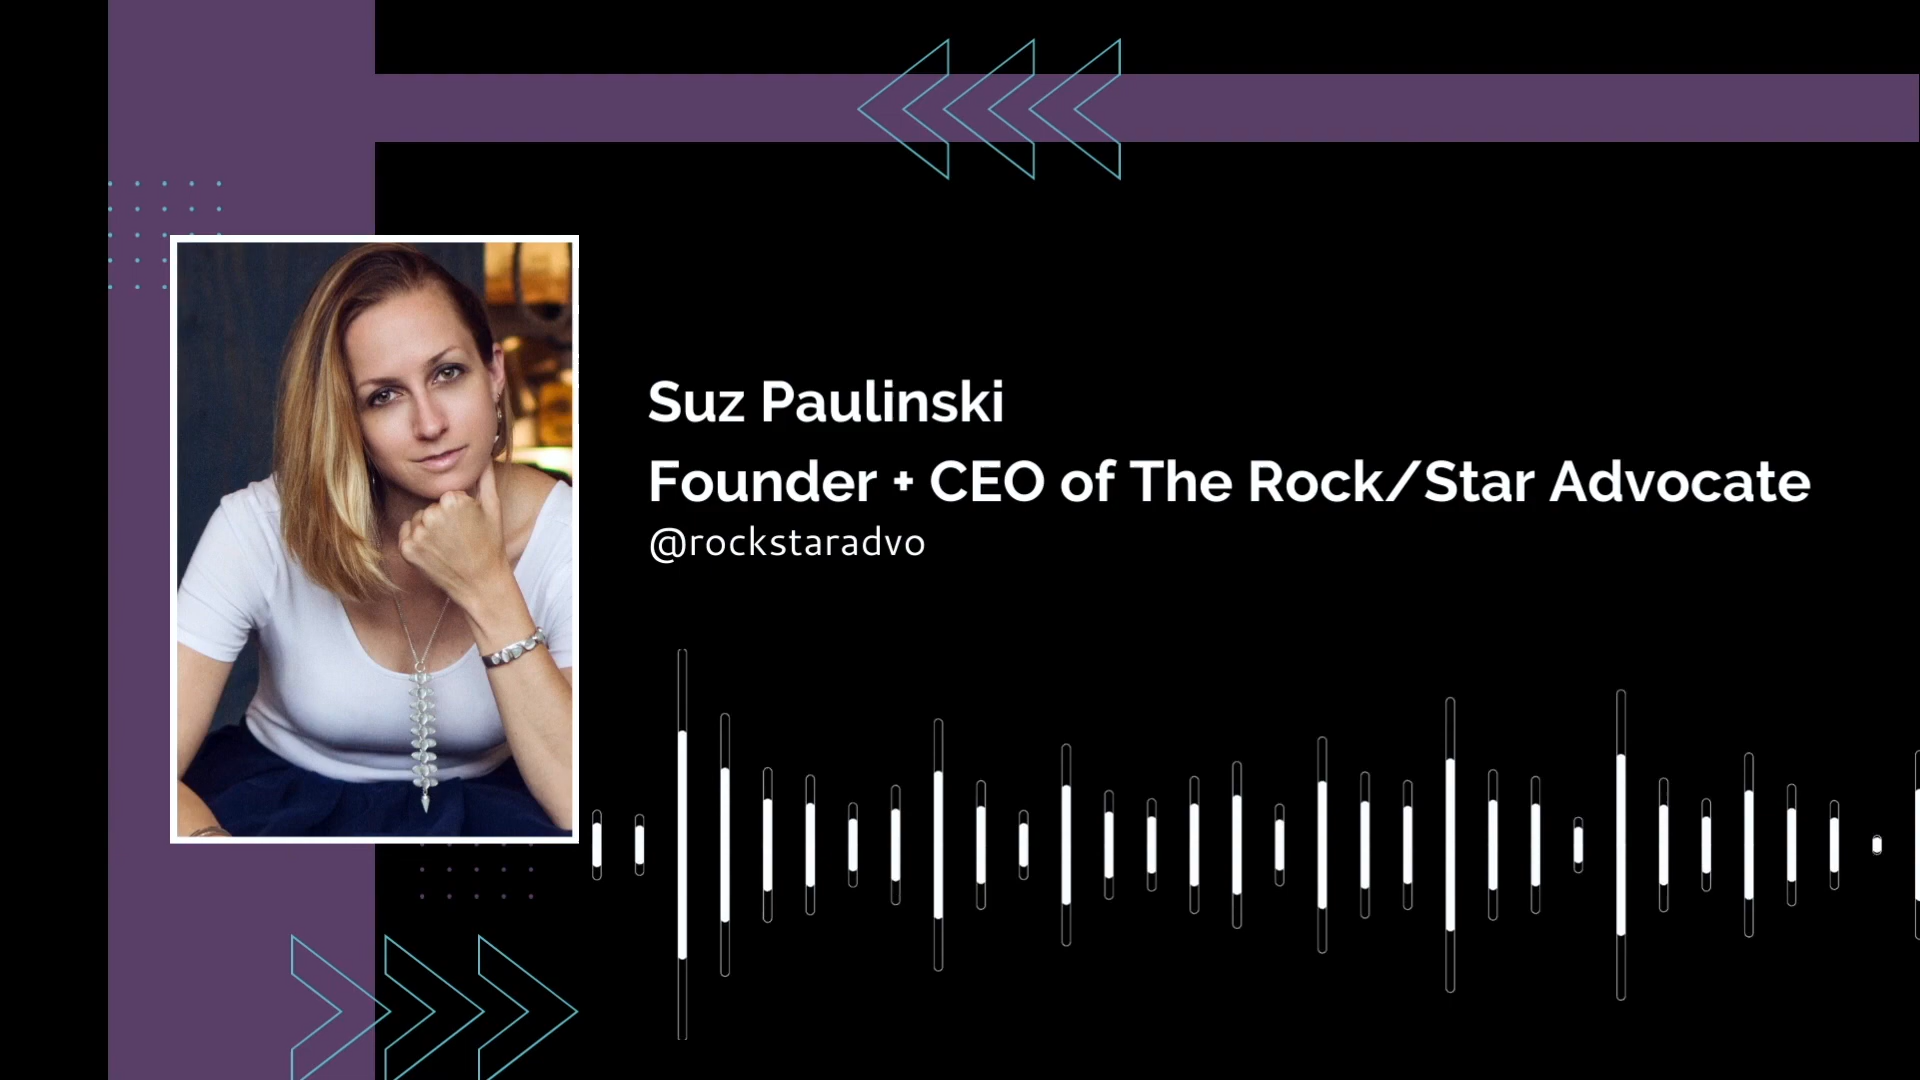 Suz Paulinski
Founder + CEO of The Rock/Star Advocate
@rockstaradvo